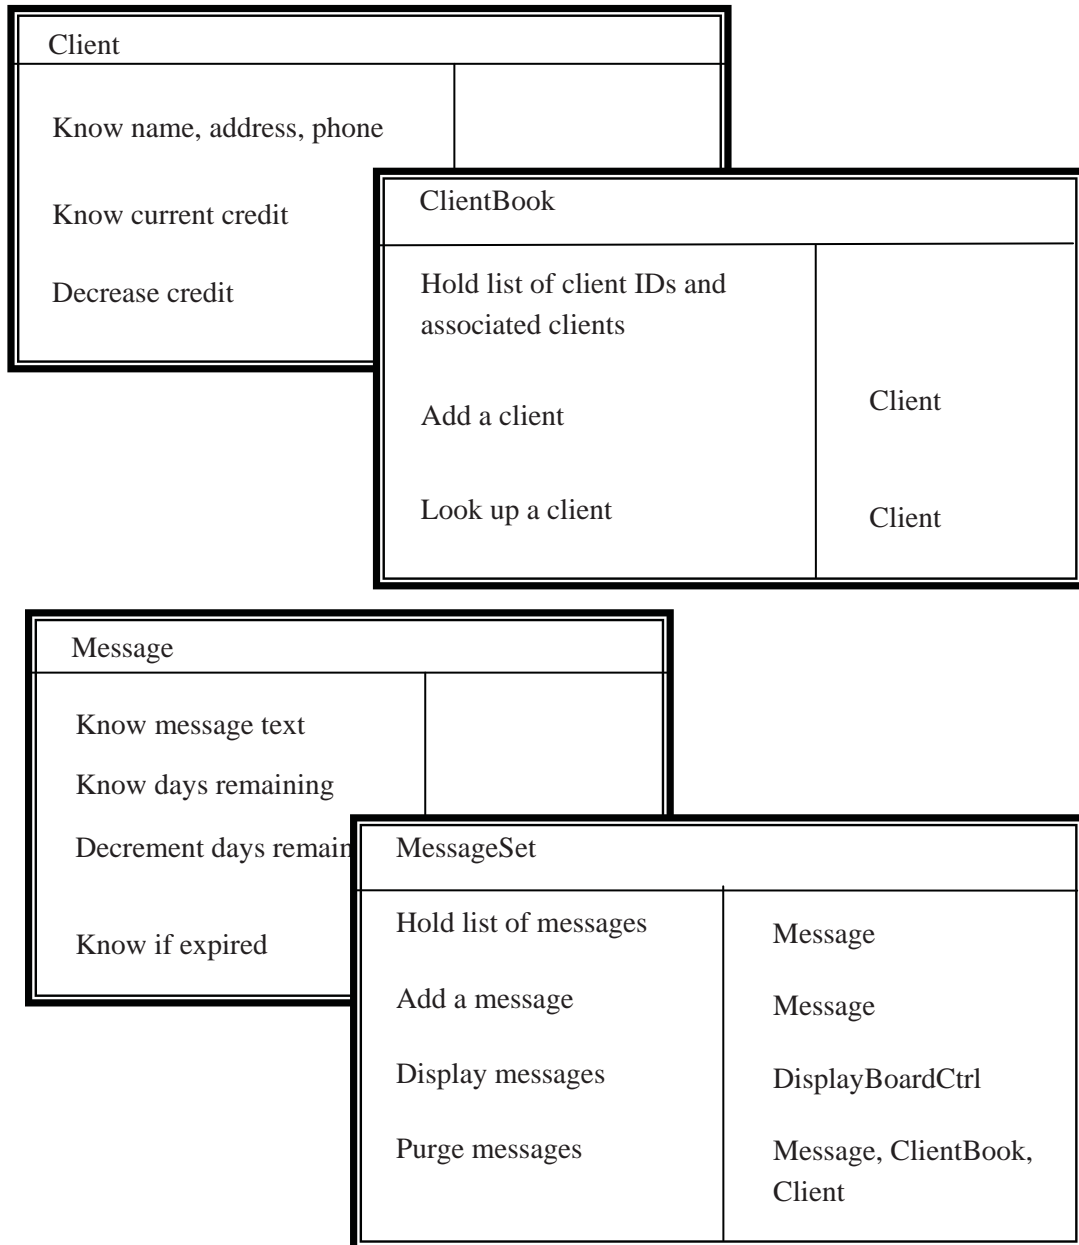 Client
Know name, address, phone
Know current credit
Decrease credit
ClientBook
Hold list of client IDs and
associated clients
Add a client
Client
Look up a client
Client
Message
Know message text
Know days remaining
Decrement days remain
Know if expired
MessageSet
Hold list of messages
Message
Add a message
Message
Display messages
DisplayBoardCtrl
Purge messages
Message, ClientBook,
Client